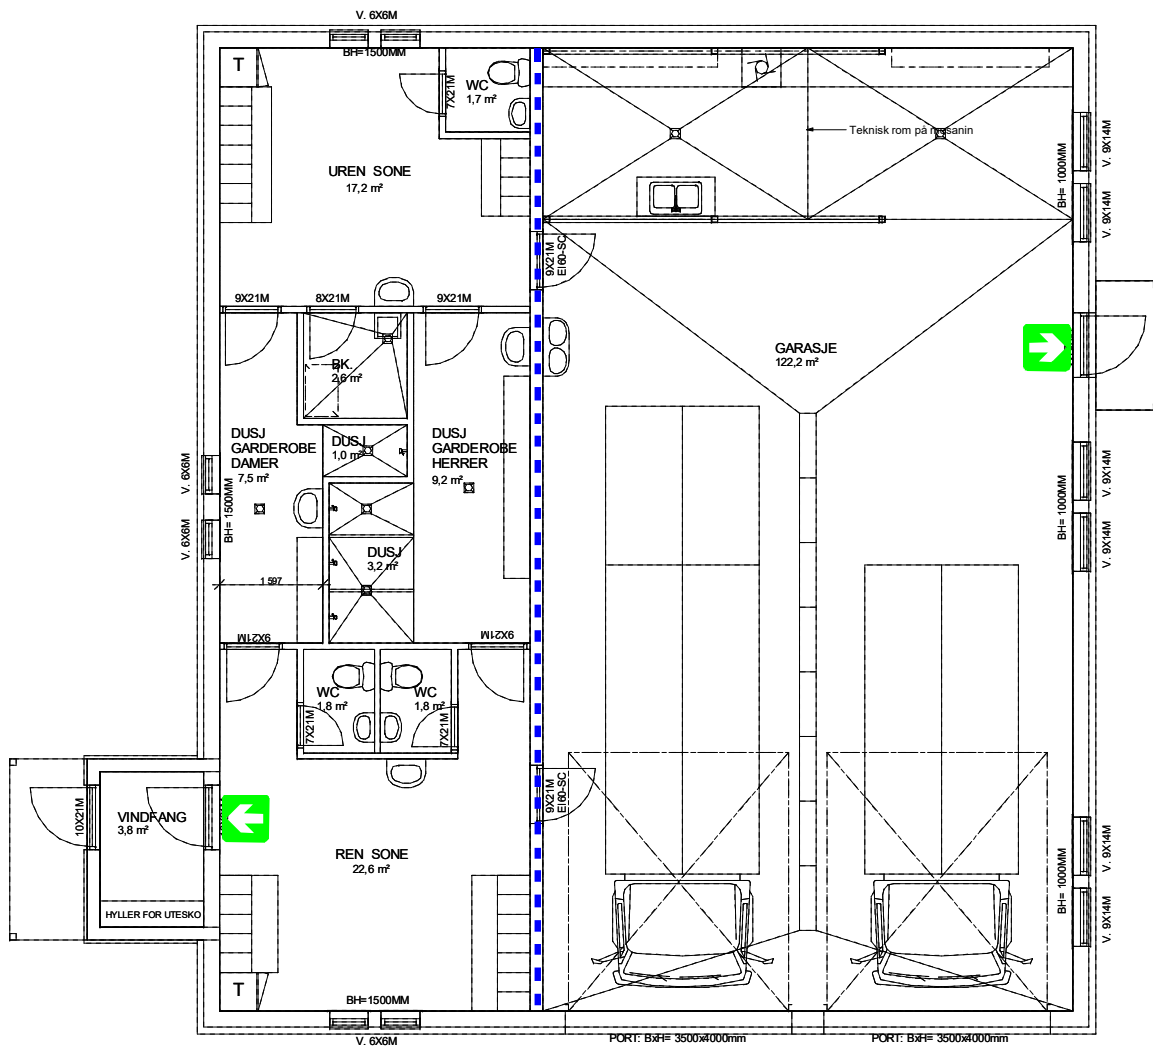 V. 6X6M
BH=1500MM
T
WC
1,7 m²
7X21M
UREN SONE
17,2 m²
Teknisk rom på mesanin
V. 9X14M
BH= 1000MM
V. 9X14M
9X21M
EI60-SC
9X21M
8X21M
9X21M
BK.
2,6 m²
GARASJE
122,2 m²
DUSJ
GARDEROBE
DAMER
7,5 m²
DUSJ
1,0 m²
DUSJ
GARDEROBE
HERRER
9,2 m²
V. 6X6M
BH= 1500MM
V. 6X6M
V. 9X14M
BH= 1000MM
V. 9X14M
DUSJ
3,2 m²
1 597
9X21M
9X21M
WC
1,8 m²
WC
1,8 m²
7X21M
7X21M
9X21M
EI60-SC
10X21M
VINDFANG
3,8 m²
REN SONE
22,6 m²
V. 9X14M
BH= 1000MM
V. 9X14M
HYLLER FOR UTESKO
T
BH=1500MM
V. 6X6M
PORT: BxH= 3500x4000mm
PORT: BxH= 3500x4000mm